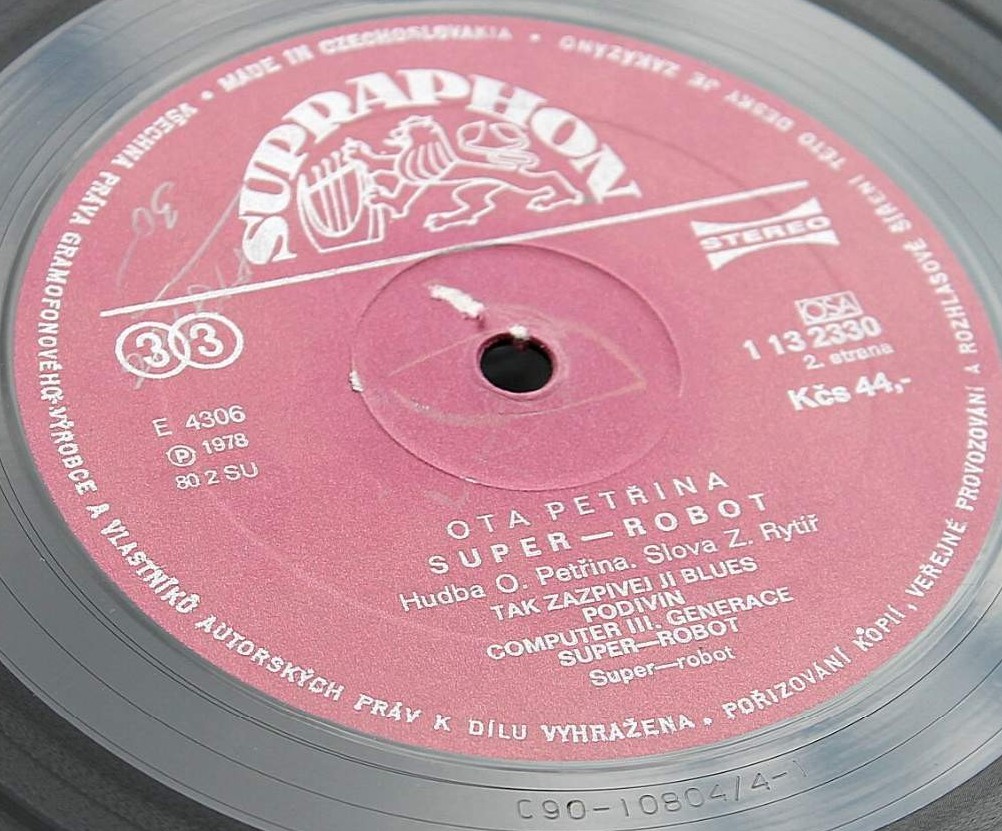 VŠECHNA PRÁVA GRAMOFONOVÉHO VÝROBCE A VLASTNÍKŮ AUTORSKÝCH PRÁV K DÍLU VYHRAŽENA • POŘIZOVÁNÍ KOPIÍ, VEŘEJNÉ PROVOZOVÁNÍ A ROZHLASOVÉ ŠÍŘENÍ TÉTO DESKY JE ZAKÁZÁNO • MADE IN CZECHOSLOVAKIA •
SUPRAPHON
STEREO
33
OSA
1 13 2330
2. strana
Kčs 44,-
E 4306
Ⓟ 1978
80 2 SU
OTA PETŘINA
SUPER—ROBOT
Hudba O. Petřina. Slova Z. Rytíř
TAK ZAZPIVEJ JI BLUES
PODIVÍN
COMPUTER III. GENERACE
SUPER—ROBOT
Super—robot
C90-10804/4-1